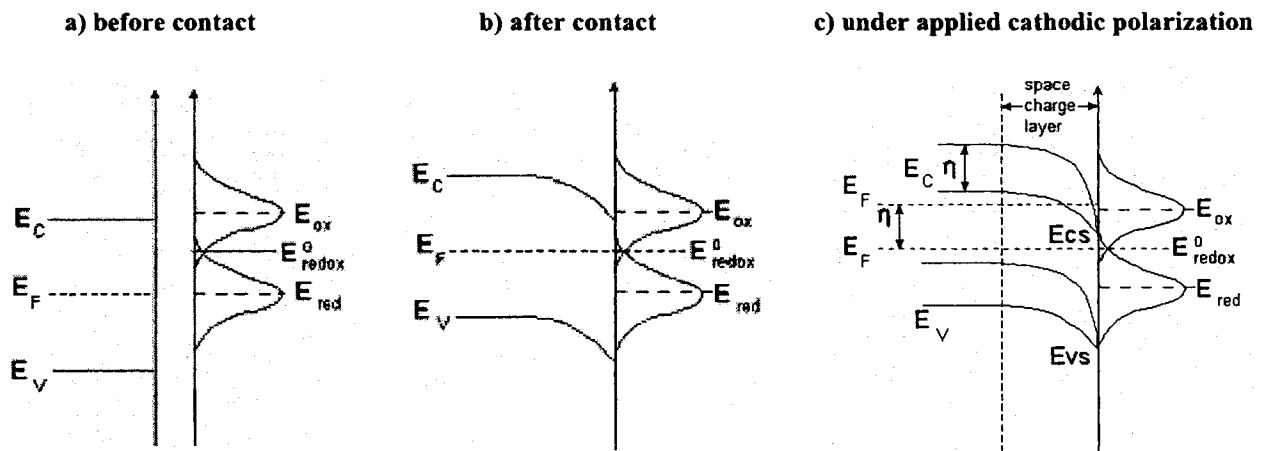 a) before contact
b) after contact
c) under applied cathodic polarization
E_C
E_F
E_V
E_ox
E^0_redox
E_red
E_C
E_F
E_V
E_ox
E^0_redox
E_red
space
charge
layer
E_C
η
E_F
η
E_F
E_V
Ecs
Evs
E_ox
E^0_redox
E_red